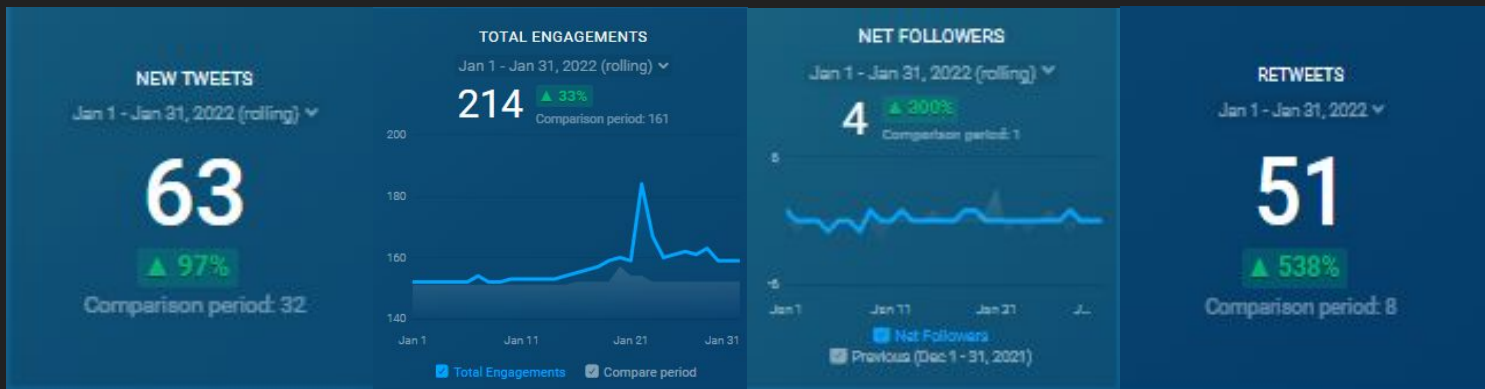 NEW TWEETS
Jan 1 - Jan 31, 2022 (rolling)
63
▲ 97%
Comparison period: 32
TOTAL ENGAGEMENTS
Jan 1 - Jan 31, 2022 (rolling)
214
▲ 33%
Comparison period: 161
200
180
160
140
Jan 1
Jan 11
Jan 21
Jan 31
Total Engagements
Compare period
NET FOLLOWERS
Jan 1 - Jan 31, 2022 (rolling)
4
▲ 300%
Comparison period: 1
Jan 1
Jan 11
Jan 21
J...
Net Followers
Previous (Dec 1 - 31, 2021)
RETWEETS
Jan 1 - Jan 31, 2022
51
▲ 538%
Comparison period: 8